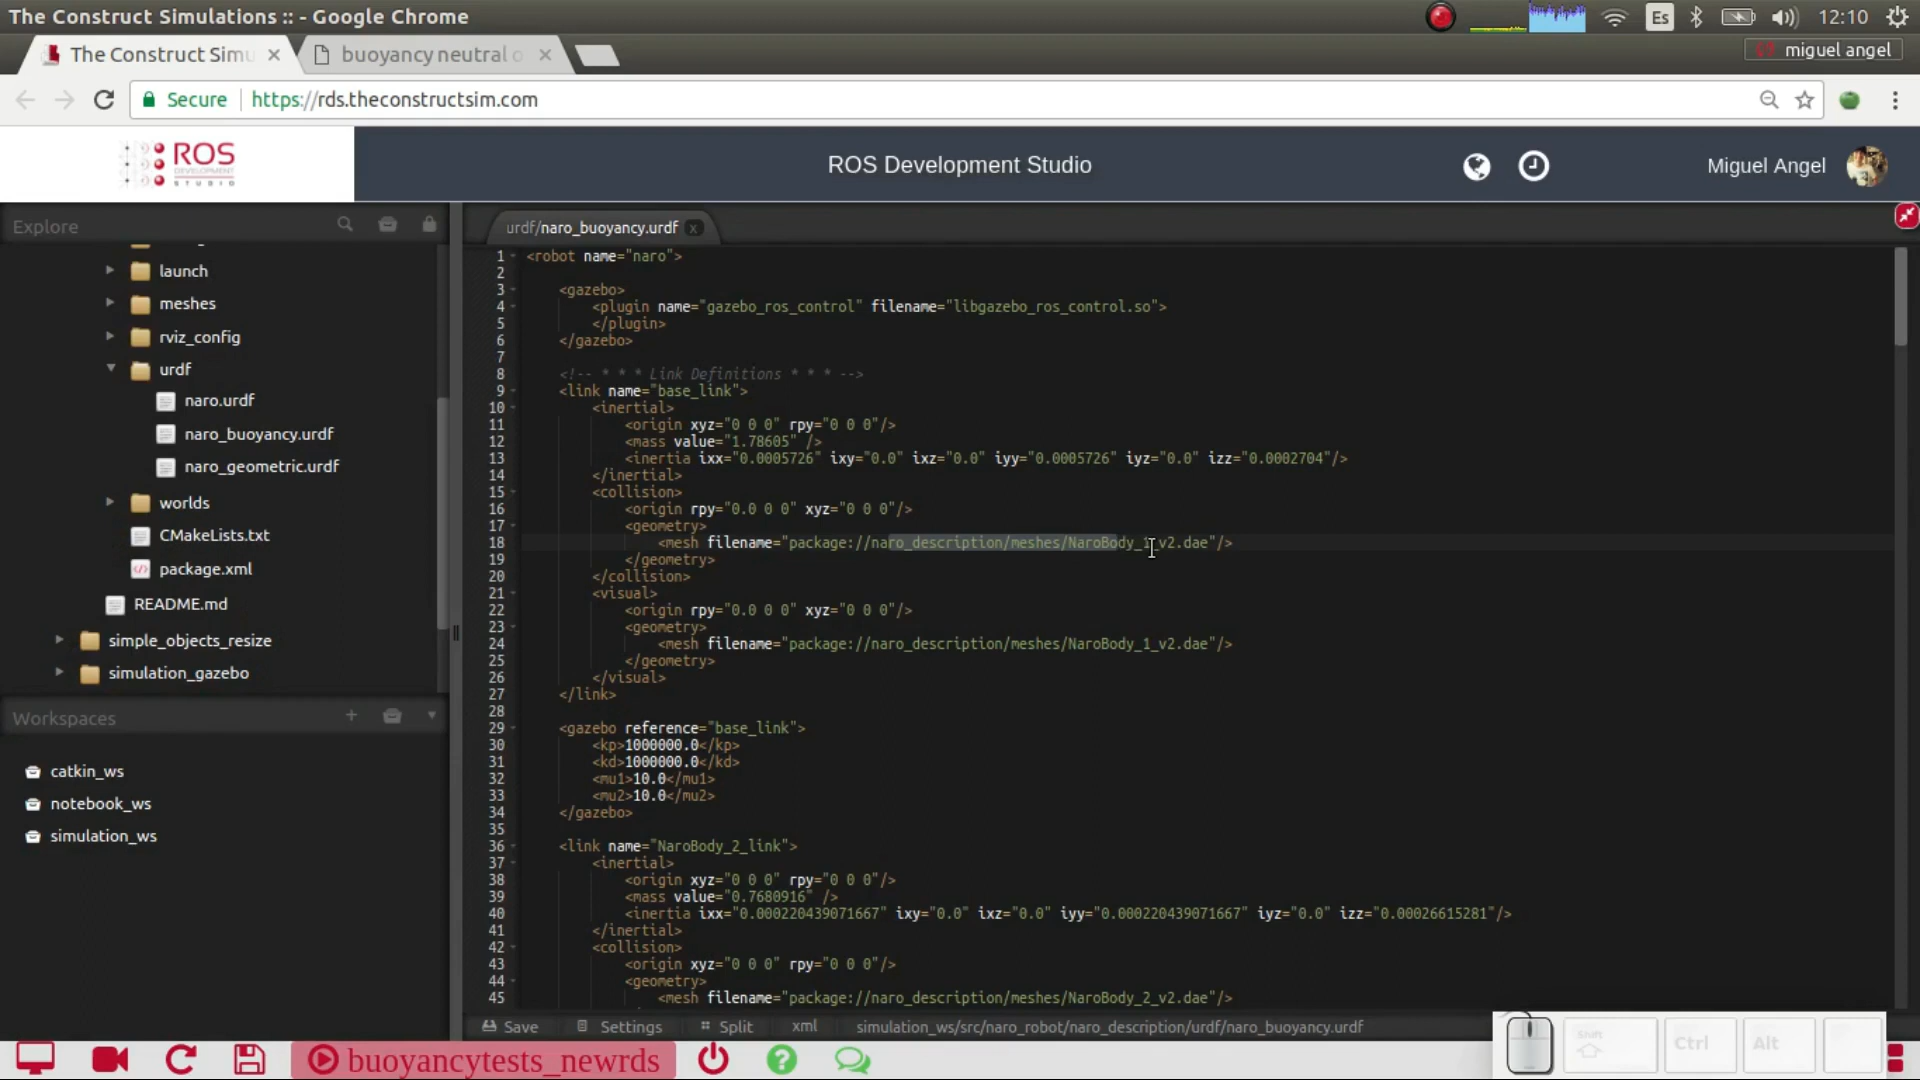 The Construct Simulations :: - Google Chrome
Es
12:10
The Construct Simu
buoyancy neutral o
miguel angel
Secure https://rds.theconstructsim.com
ROS
DEVELOPMENT
STUDIO
ROS Development Studio
Miguel Angel
Explore
launch
meshes
rviz_config
urdf
naro.urdf
naro_buoyancy.urdf
naro_geometric.urdf
worlds
CMakeLists.txt
package.xml
README.md
simple_objects_resize
simulation_gazebo
Workspaces
catkin_ws
notebook_ws
simulation_ws
urdf/naro_buoyancy.urdf x
1 <robot name="naro">
2
3 <gazebo>
4 <plugin name="gazebo_ros_control" filename="libgazebo_ros_control.so">
5 </plugin>
6 </gazebo>
7
8 <!-- * * * Link Definitions * * * -->
9 <link name="base_link">
10 <inertial>
11 <origin xyz="0 0 0" rpy="0 0 0"/>
12 <mass value="1.78605" />
13 <inertia ixx="0.0005726" ixy="0.0" ixz="0.0" iyy="0.0005726" iyz="0.0" izz="0.0002704"/>
14 </inertial>
15 <collision>
16 <origin rpy="0.0 0 0" xyz="0 0 0"/>
17 <geometry>
18 <mesh filename="package://naro_description/meshes/NaroBody_1_v2.dae"/>
19 </geometry>
20 </collision>
21 <visual>
22 <origin rpy="0.0 0 0" xyz="0 0 0"/>
23 <geometry>
24 <mesh filename="package://naro_description/meshes/NaroBody_1_v2.dae"/>
25 </geometry>
26 </visual>
27 </link>
28
29 <gazebo reference="base_link">
30 <kp>1000000.0</kp>
31 <kd>1000000.0</kd>
32 <mu1>10.0</mu1>
33 <mu2>10.0</mu2>
34 </gazebo>
35
36 <link name="NaroBody_2_link">
37 <inertial>
38 <origin xyz="0 0 0" rpy="0 0 0"/>
39 <mass value="0.7680916" />
40 <inertia ixx="0.000220439071667" ixy="0.0" ixz="0.0" iyy="0.000220439071667" iyz="0.0" izz="0.00026615281"/>
41 </inertial>
42 <collision>
43 <origin rpy="0.0 0 0" xyz="0 0 0"/>
44 <geometry>
45 <mesh filename="package://naro_description/meshes/NaroBody_2_v2.dae"/>
Save Settings Split xml simulation_ws/src/naro_robot/naro_description/urdf/naro_buoyancy.urdf
Shift
Ctrl
Alt
buoyancytests_newrds